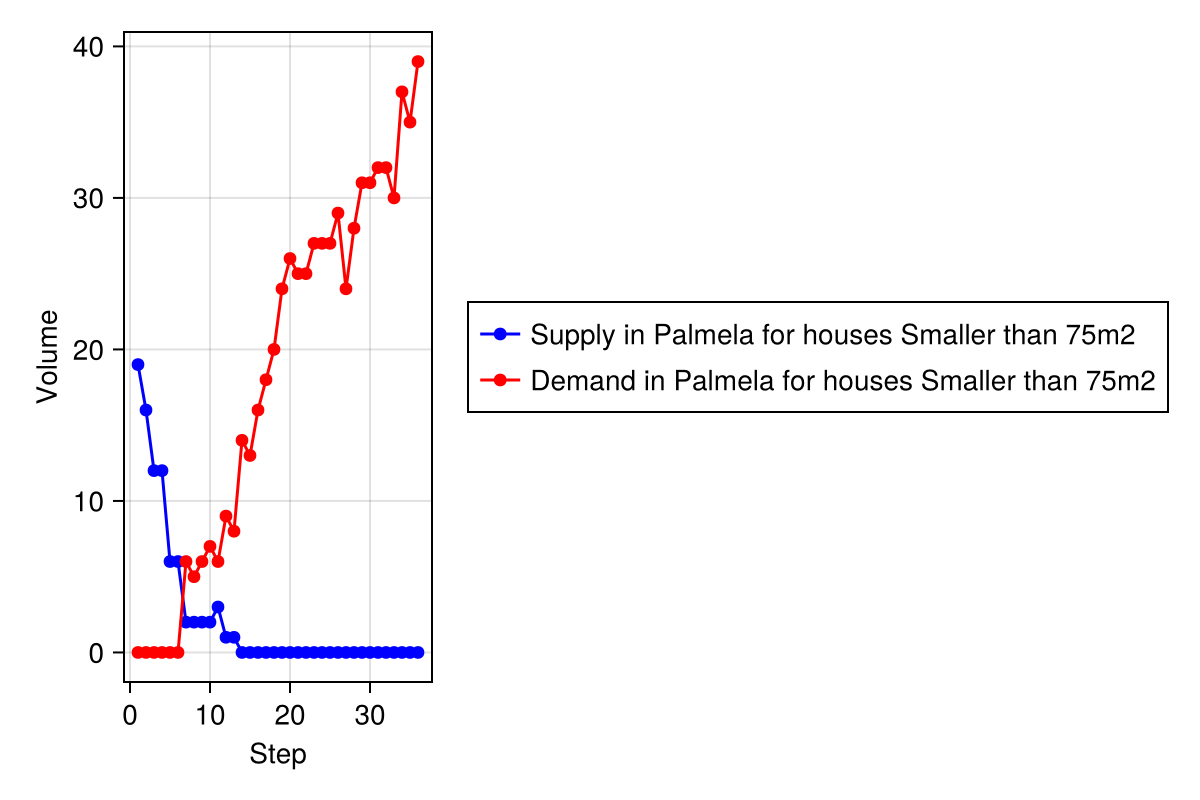 40
30
20
10
0
Volume
0 10 20 30
Step
Supply in Palmela for houses Smaller than 75m2
Demand in Palmela for houses Smaller than 75m2